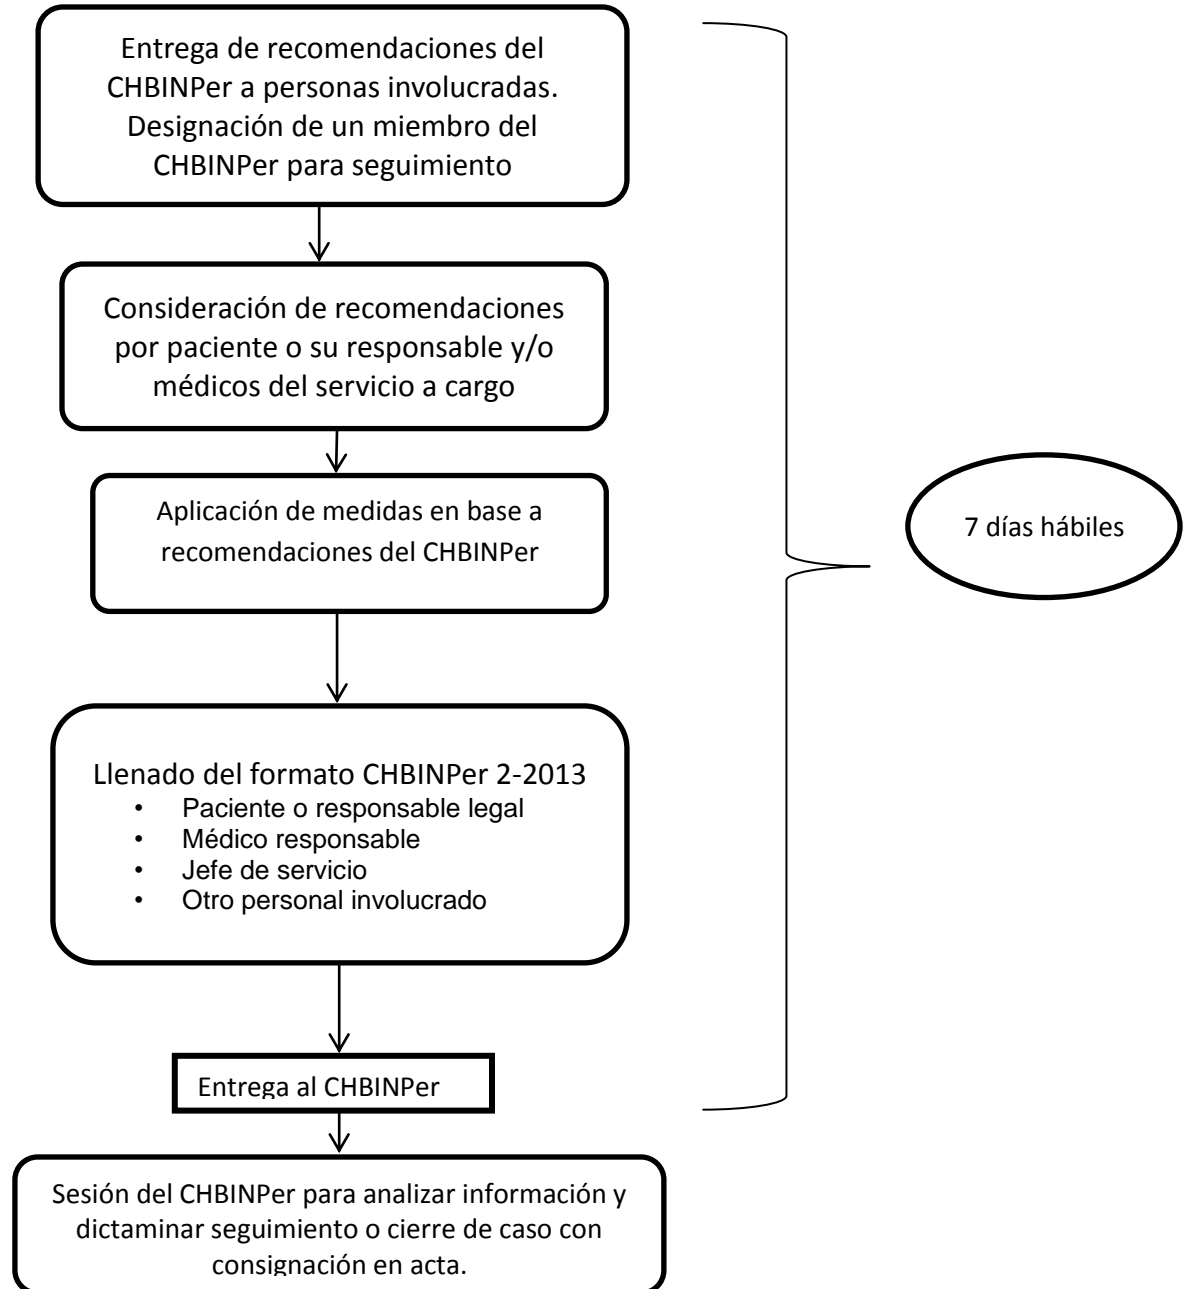 Entrega de recomendaciones del
CHBINPer a personas involucradas.
Designación de un miembro del
CHBINPer para seguimiento
Consideración de recomendaciones
por paciente o su responsable y/o
médicos del servicio a cargo
Aplicación de medidas en base a
recomendaciones del CHBINPer
7 días hábiles
Llenado del formato CHBINPer 2-2013
• Paciente o responsable legal
• Médico responsable
• Jefe de servicio
• Otro personal involucrado
Entrega al CHBINPer
Sesión del CHBINPer para analizar información y
dictaminar seguimiento o cierre de caso con
consignación en acta.